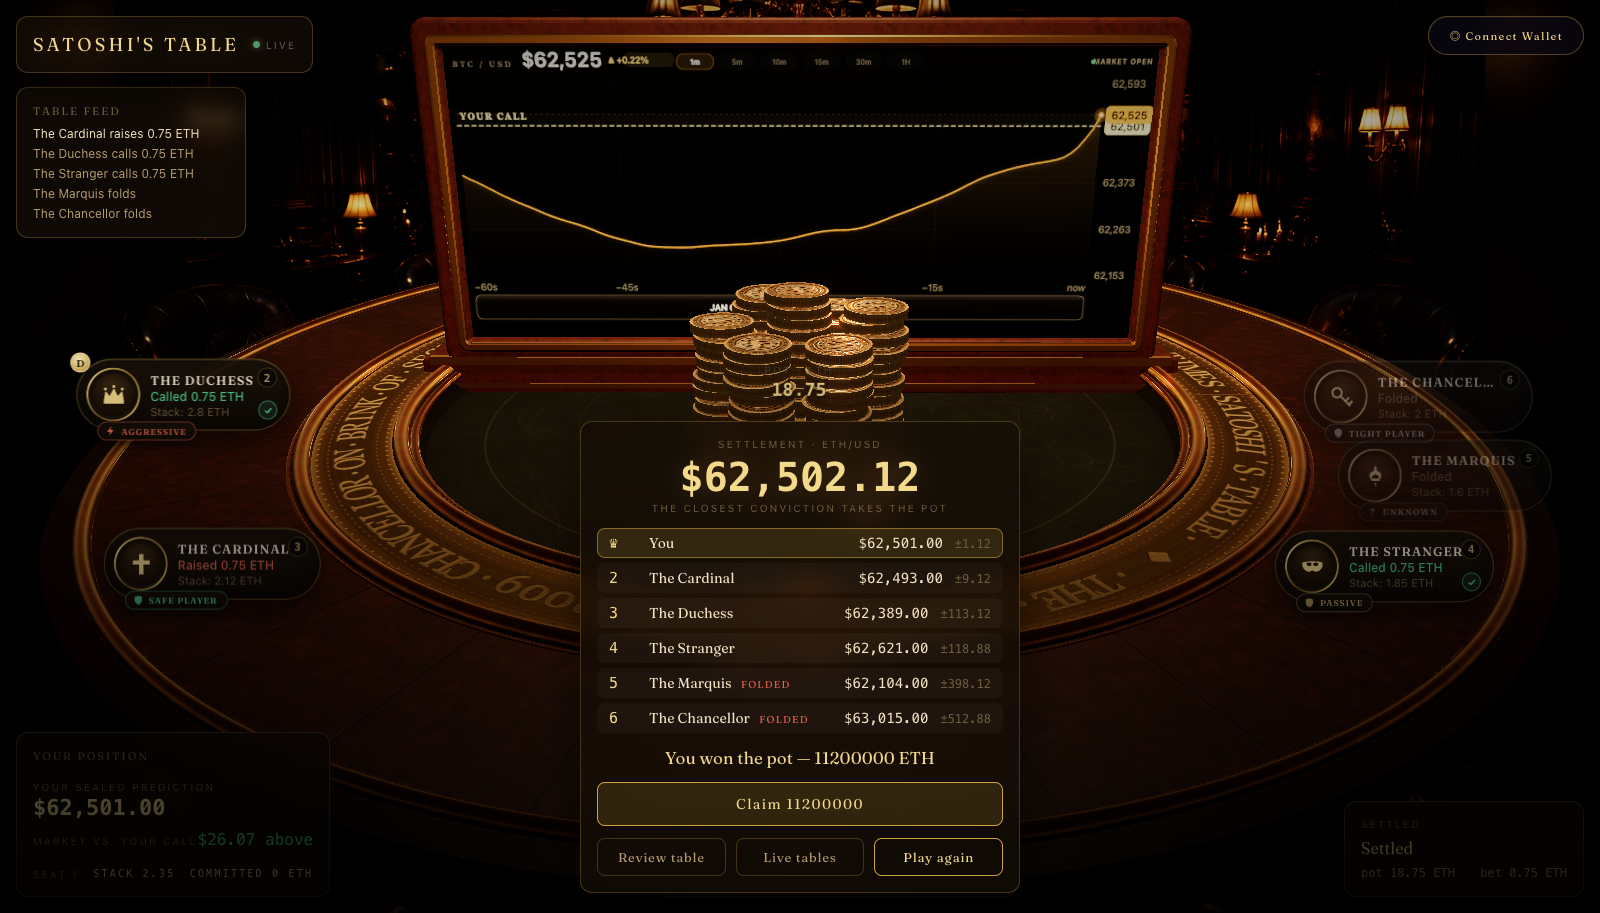 SATOSHI'S TABLE LIVE
Connect Wallet
TABLE FEED
The Cardinal raises 0.75 ETH
The Duchess calls 0.75 ETH
The Stranger calls 0.75 ETH
The Marquis folds
The Chancellor folds
BTC / USD $62,525 ▲+0.22% 1m 5m 10m 15m 30m 1H MARKET OPEN
62,593
YOUR CALL
62,525
62,501
62,373
62,263
62,153
−60s −45s −15s now
JAN
18.75
D
THE DUCHESS 2
Called 0.75 ETH
Stack: 2.8 ETH
AGGRESSIVE
THE CARDINAL 3
Raised 0.75 ETH
Stack: 2.12 ETH
SAFE PLAYER
THE CHANCEL... 6
Folded
Stack: 2 ETH
TIGHT PLAYER
THE MARQUIS 5
Folded
Stack: 1.6 ETH
? UNKNOWN
THE STRANGER 4
Called 0.75 ETH
Stack: 1.85 ETH
PASSIVE
CHANCELLOR · ON BRINK · OF
SATOSHI'S TABLE ·
THE
SETTLEMENT · ETH/USD
$62,502.12
THE CLOSEST CONVICTION TAKES THE POT
You $62,501.00 ±1.12
2 The Cardinal $62,493.00 ±9.12
3 The Duchess $62,389.00 ±113.12
4 The Stranger $62,621.00 ±118.88
5 The Marquis FOLDED $62,104.00 ±398.12
6 The Chancellor FOLDED $63,015.00 ±512.88
You won the pot — 11200000 ETH
Claim 11200000
Review table Live tables Play again
YOUR POSITION
YOUR SEALED PREDICTION
$62,501.00
MARKET VS. YOUR CALL $26.07 above
SEAT 1 STACK 2.35 COMMITTED 0 ETH
SETTLED
Settled
pot 18.75 ETH bet 0.75 ETH